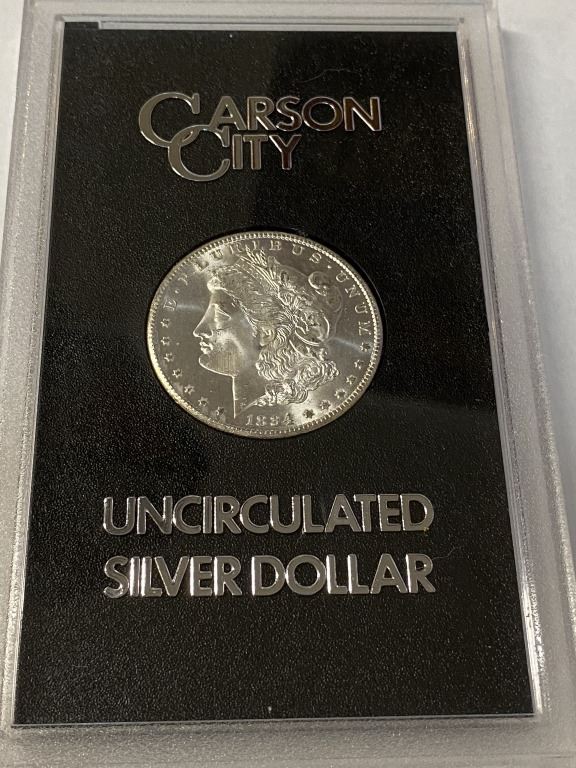 CARSON
CITY
E · PLURIBUS · UNUM
1884
UNCIRCULATED
SILVER DOLLAR